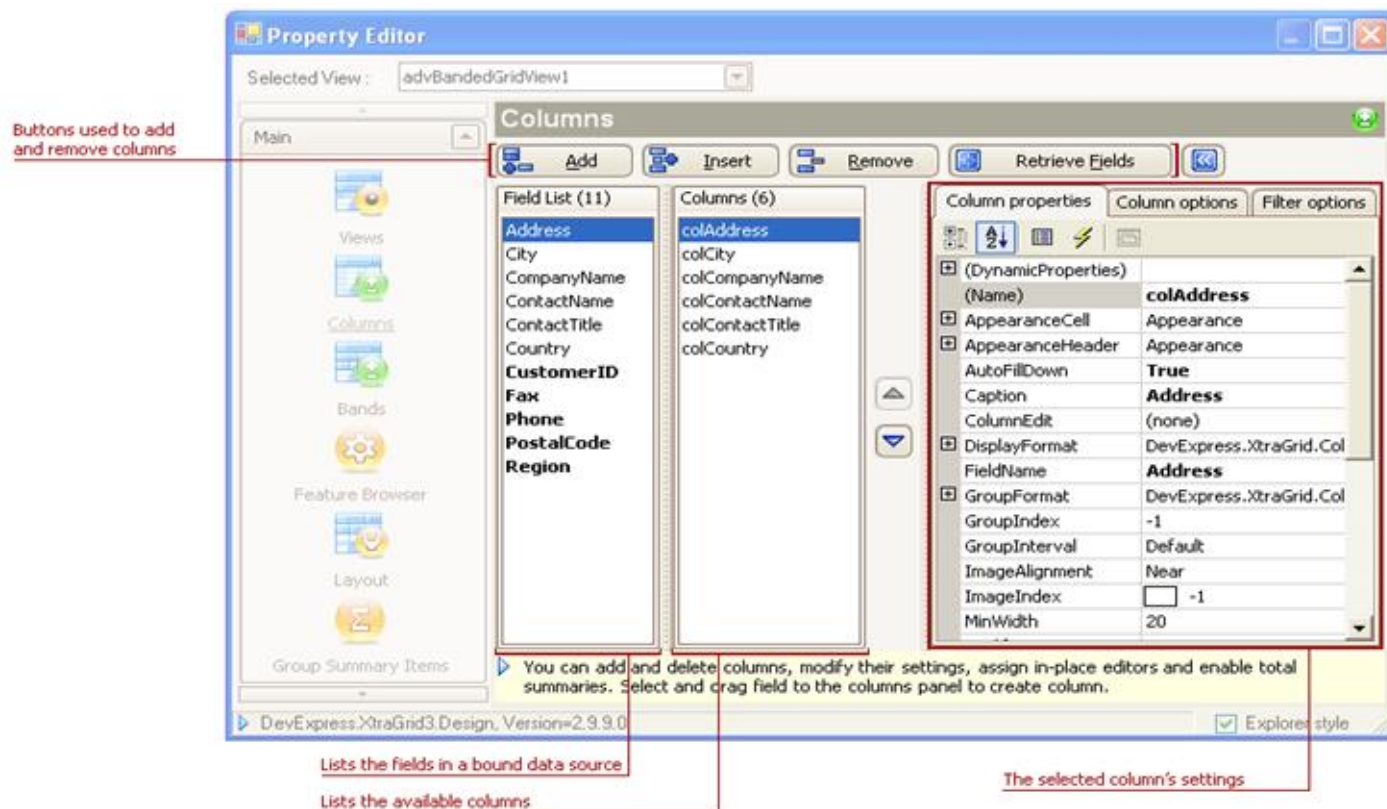 Property Editor
Selected View : advBandedGridView1
Buttons used to add
and remove columns
Main
Views
Columns
Bands
Feature Browser
Layout
Group Summary Items
Columns
Add Insert Remove Retrieve Fields
Field List (11)
Address
City
CompanyName
ContactName
ContactTitle
Country
CustomerID
Fax
Phone
PostalCode
Region
Columns (6)
colAddress
colCity
colCompanyName
colContactName
colContactTitle
colCountry
Column properties Column options Filter options
(DynamicProperties)
(Name) colAddress
AppearanceCell Appearance
AppearanceHeader Appearance
AutoFillDown True
Caption Address
ColumnEdit (none)
DisplayFormat DevExpress.XtraGrid.Col
FieldName Address
GroupFormat DevExpress.XtraGrid.Col
GroupIndex -1
GroupInterval Default
ImageAlignment Near
ImageIndex -1
MinWidth 20
You can add and delete columns, modify their settings, assign in-place editors and enable total
summaries. Select and drag field to the columns panel to create column.
DevExpress.XtraGrid3.Design, Version=2.9.9.0 Explorer style
Lists the fields in a bound data source
The selected column's settings
Lists the available columns